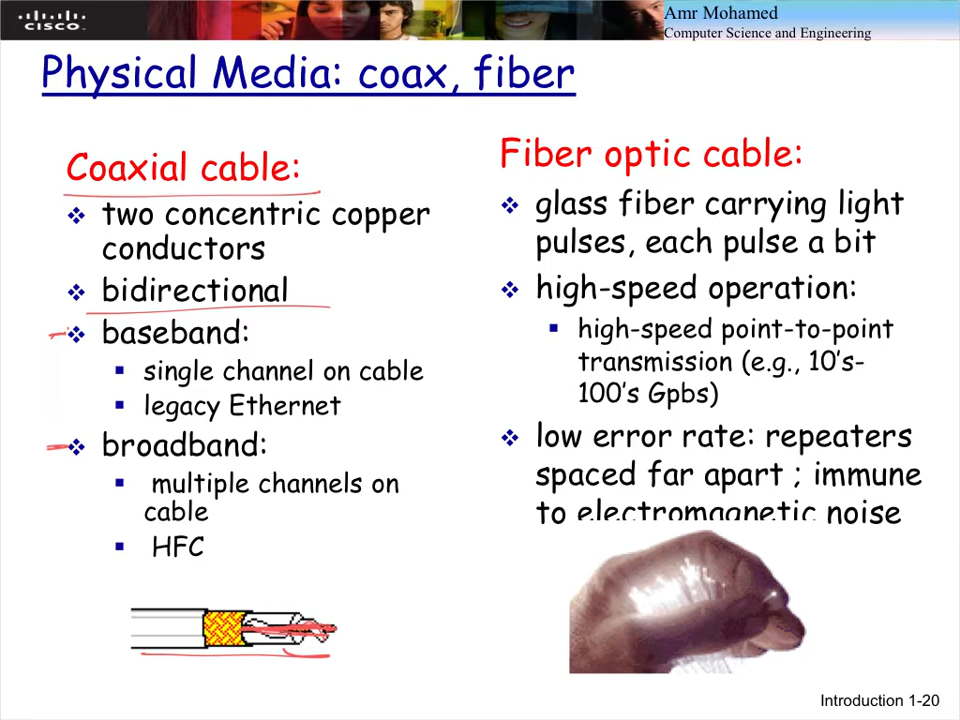 CISCO
Amr Mohamed
Computer Science and Engineering
Physical Media: coax, fiber
Coaxial cable:
two concentric copper
conductors
bidirectional
baseband:
single channel on cable
legacy Ethernet
broadband:
multiple channels on
cable
HFC
Fiber optic cable:
glass fiber carrying light
pulses, each pulse a bit
high-speed operation:
high-speed point-to-point
transmission (e.g., 10’s-
100’s Gpbs)
low error rate: repeaters
spaced far apart ; immune
to electromagnetic noise
Introduction 1-20